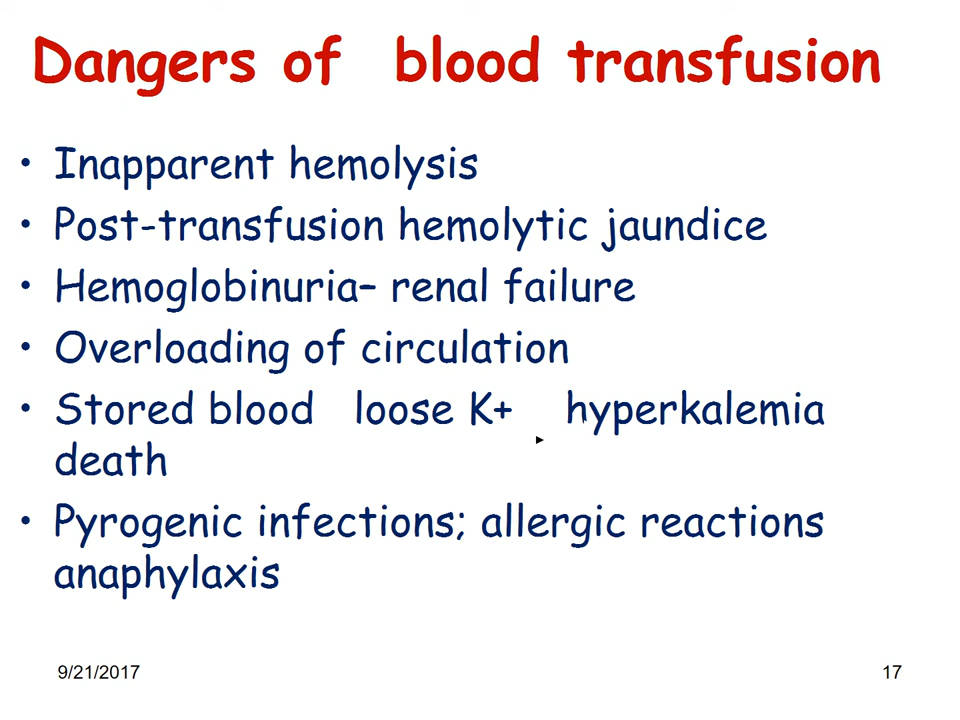 Dangers of blood transfusion
• Inapparent hemolysis
• Post-transfusion hemolytic jaundice
• Hemoglobinuria– renal failure
• Overloading of circulation
• Stored blood loose K+ hyperkalemia
death
• Pyrogenic infections; allergic reactions
anaphylaxis
9/21/2017 17